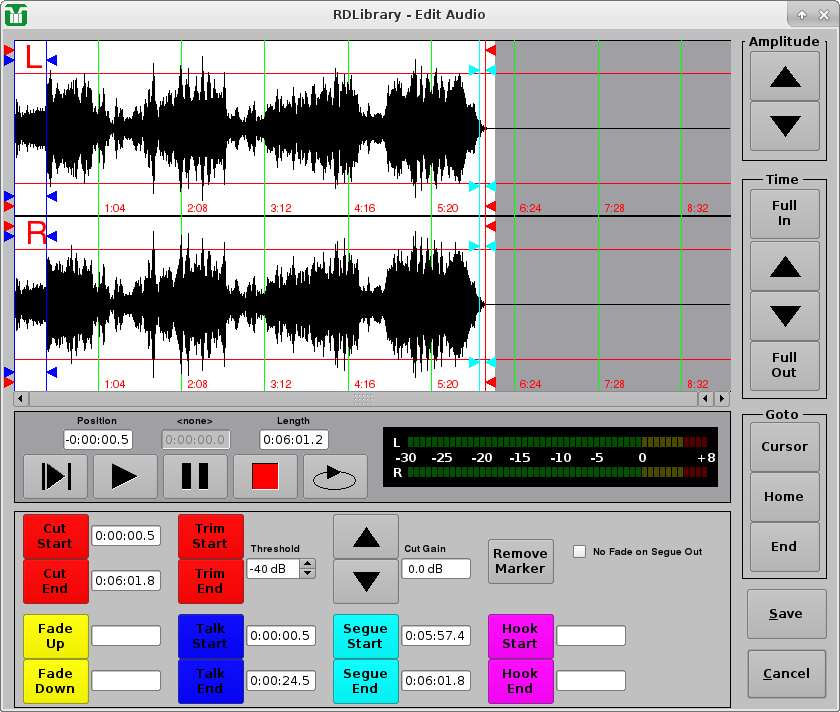 RDLibrary - Edit Audio
Amplitude
L
1:04 2:08 3:12 4:16 5:20 6:24 7:28 8:32
R
1:04 2:08 3:12 4:16 5:20 6:24 7:28 8:32
Time
Full
In
Full
Out
Position <none> Length
-0:00:00.5 0:00:00.0 0:06:01.2
L
-30 -25 -20 -15 -10 -5 0 +8
R
Goto
Cursor
Home
End
Cut
Start
0:00:00.5
Trim
Start
Threshold
-40 dB
Cut Gain
0.0 dB
Remove
Marker
No Fade on Segue Out
Cut
End
0:06:01.8
Trim
End
Fade
Up
Talk
Start
0:00:00.5
Segue
Start
0:05:57.4
Hook
Start
Fade
Down
Talk
End
0:00:24.5
Segue
End
0:06:01.8
Hook
End
Save
Cancel